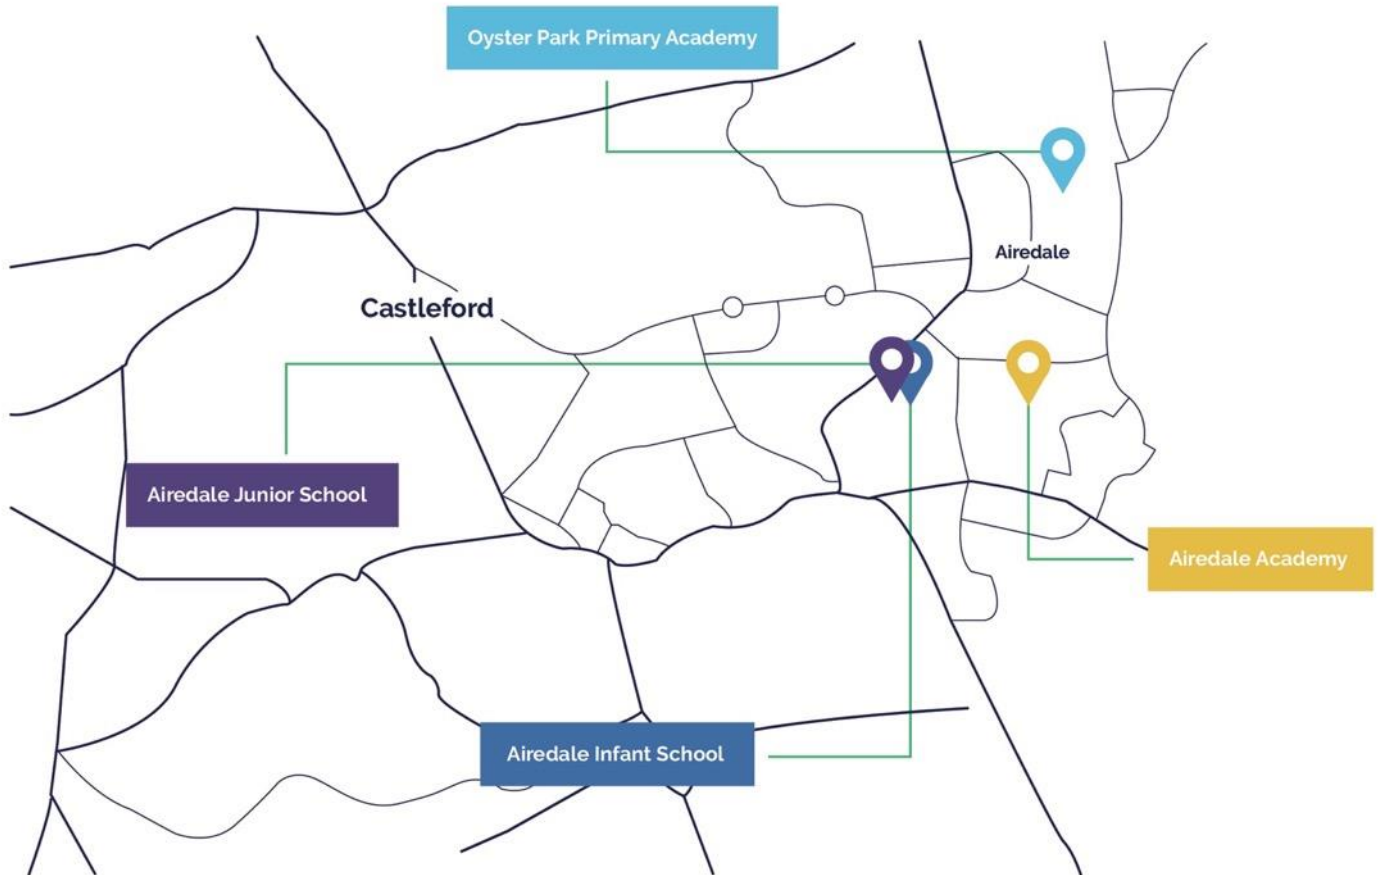 Oyster Park Primary Academy
Airedale
Castleford
Airedale Junior School
Airedale Academy
Airedale Infant School